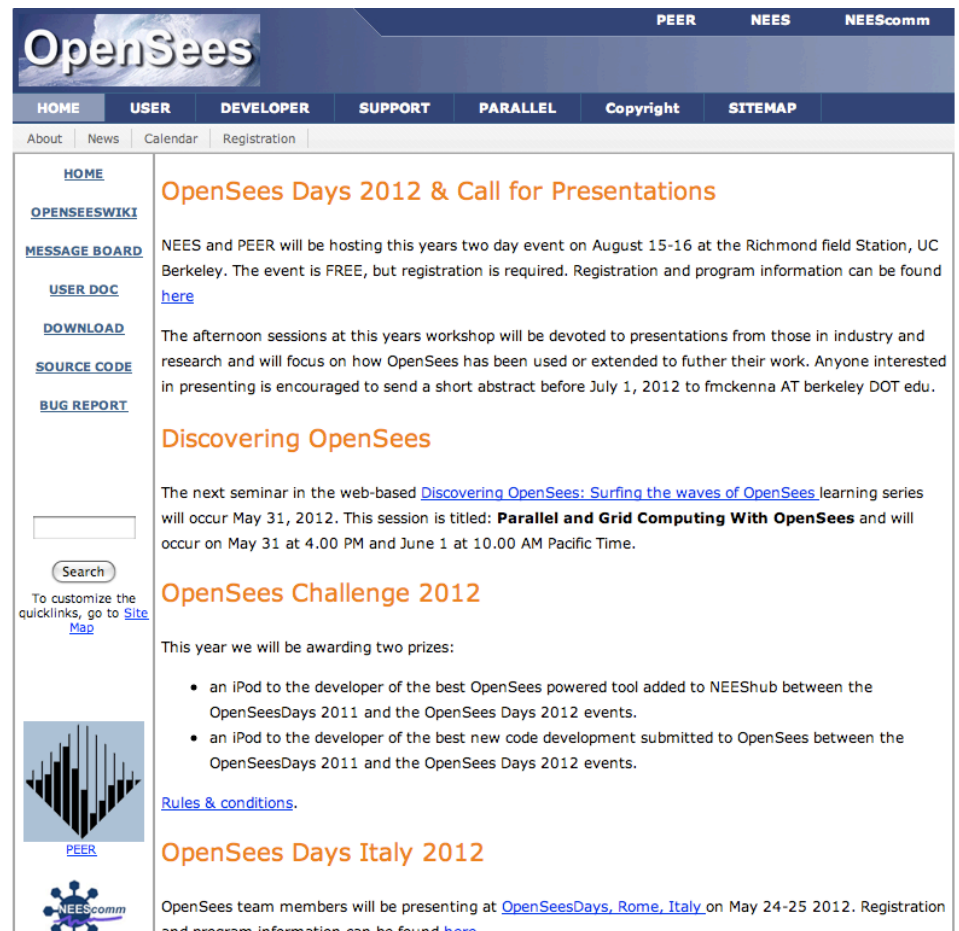 PEER NEES NEEScomm
OpenSees
HOME USER DEVELOPER SUPPORT PARALLEL Copyright SITEMAP
About News Calendar Registration
HOME
OPENSEESWIKI
MESSAGE BOARD
USER DOC
DOWNLOAD
SOURCE CODE
BUG REPORT
Search
To customize the
quicklinks, go to Site
Map
PEER
NEEScomm
OpenSees Days 2012 & Call for Presentations
NEES and PEER will be hosting this years two day event on August 15-16 at the Richmond field Station, UC
Berkeley. The event is FREE, but registration is required. Registration and program information can be found
here
The afternoon sessions at this years workshop will be devoted to presentations from those in industry and
research and will focus on how OpenSees has been used or extended to futher their work. Anyone interested
in presenting is encouraged to send a short abstract before July 1, 2012 to fmckenna AT berkeley DOT edu.
Discovering OpenSees
The next seminar in the web-based Discovering OpenSees: Surfing the waves of OpenSees learning series
will occur May 31, 2012. This session is titled: Parallel and Grid Computing With OpenSees and will
occur on May 31 at 4.00 PM and June 1 at 10.00 AM Pacific Time.
OpenSees Challenge 2012
This year we will be awarding two prizes:
• an iPod to the developer of the best OpenSees powered tool added to NEEShub between the
OpenSeesDays 2011 and the OpenSees Days 2012 events.
• an iPod to the developer of the best new code development submitted to OpenSees between the
OpenSeesDays 2011 and the OpenSees Days 2012 events.
Rules & conditions.
OpenSees Days Italy 2012
OpenSees team members will be presenting at OpenSeesDays, Rome, Italy on May 24-25 2012. Registration
and program information can be found here